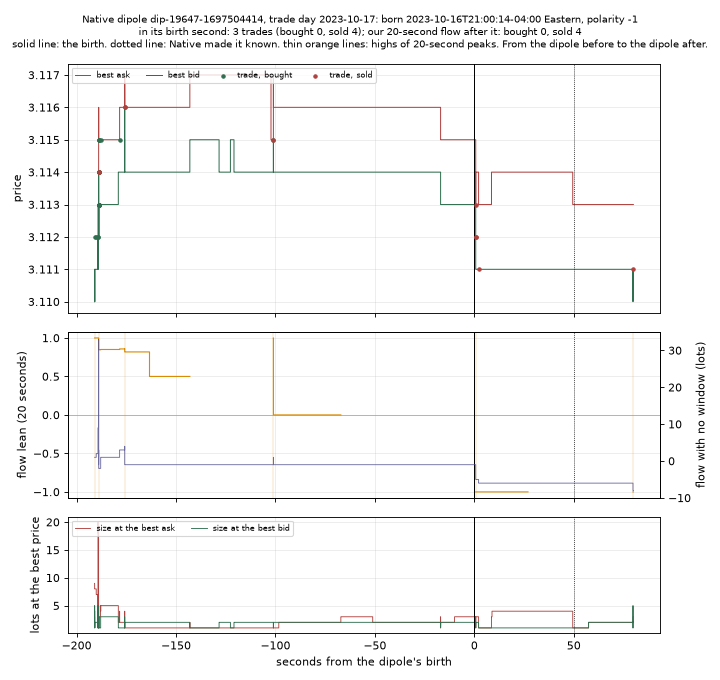 Native dipole dip-19647-1697504414, trade day 2023-10-17: born 2023-10-16T21:00:14-04:00 Eastern, polarity -1
in its birth second: 3 trades (bought 0, sold 4); our 20-second flow after it: bought 0, sold 4
solid line: the birth. dotted line: Native made it known. thin orange lines: highs of 20-second peaks. From the dipole before to the dipole after.
best ask
best bid
trade, bought
trade, sold
3.117
3.116
3.115
3.114
3.113
3.112
3.111
3.110
price
1.0
0.5
0.0
−0.5
−1.0
flow lean (20 seconds)
30
20
10
0
−10
flow with no window (lots)
size at the best ask
size at the best bid
20
15
10
5
lots at the best price
−200
−150
−100
−50
0
50
seconds from the dipole's birth